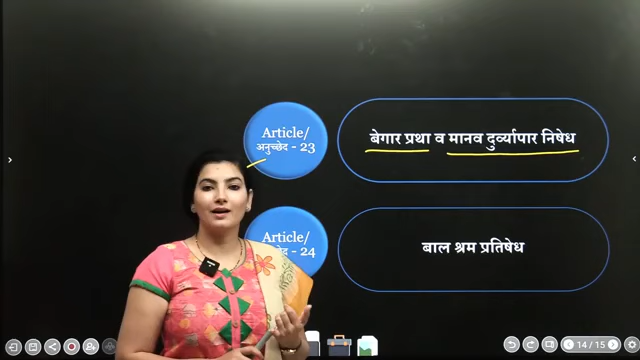 Article/
अनुच्छेद - 23
बेगार प्रथा व मानव दुर्व्यापार निषेध
Article/
- 24
बाल श्रम प्रतिषेध
14 / 15